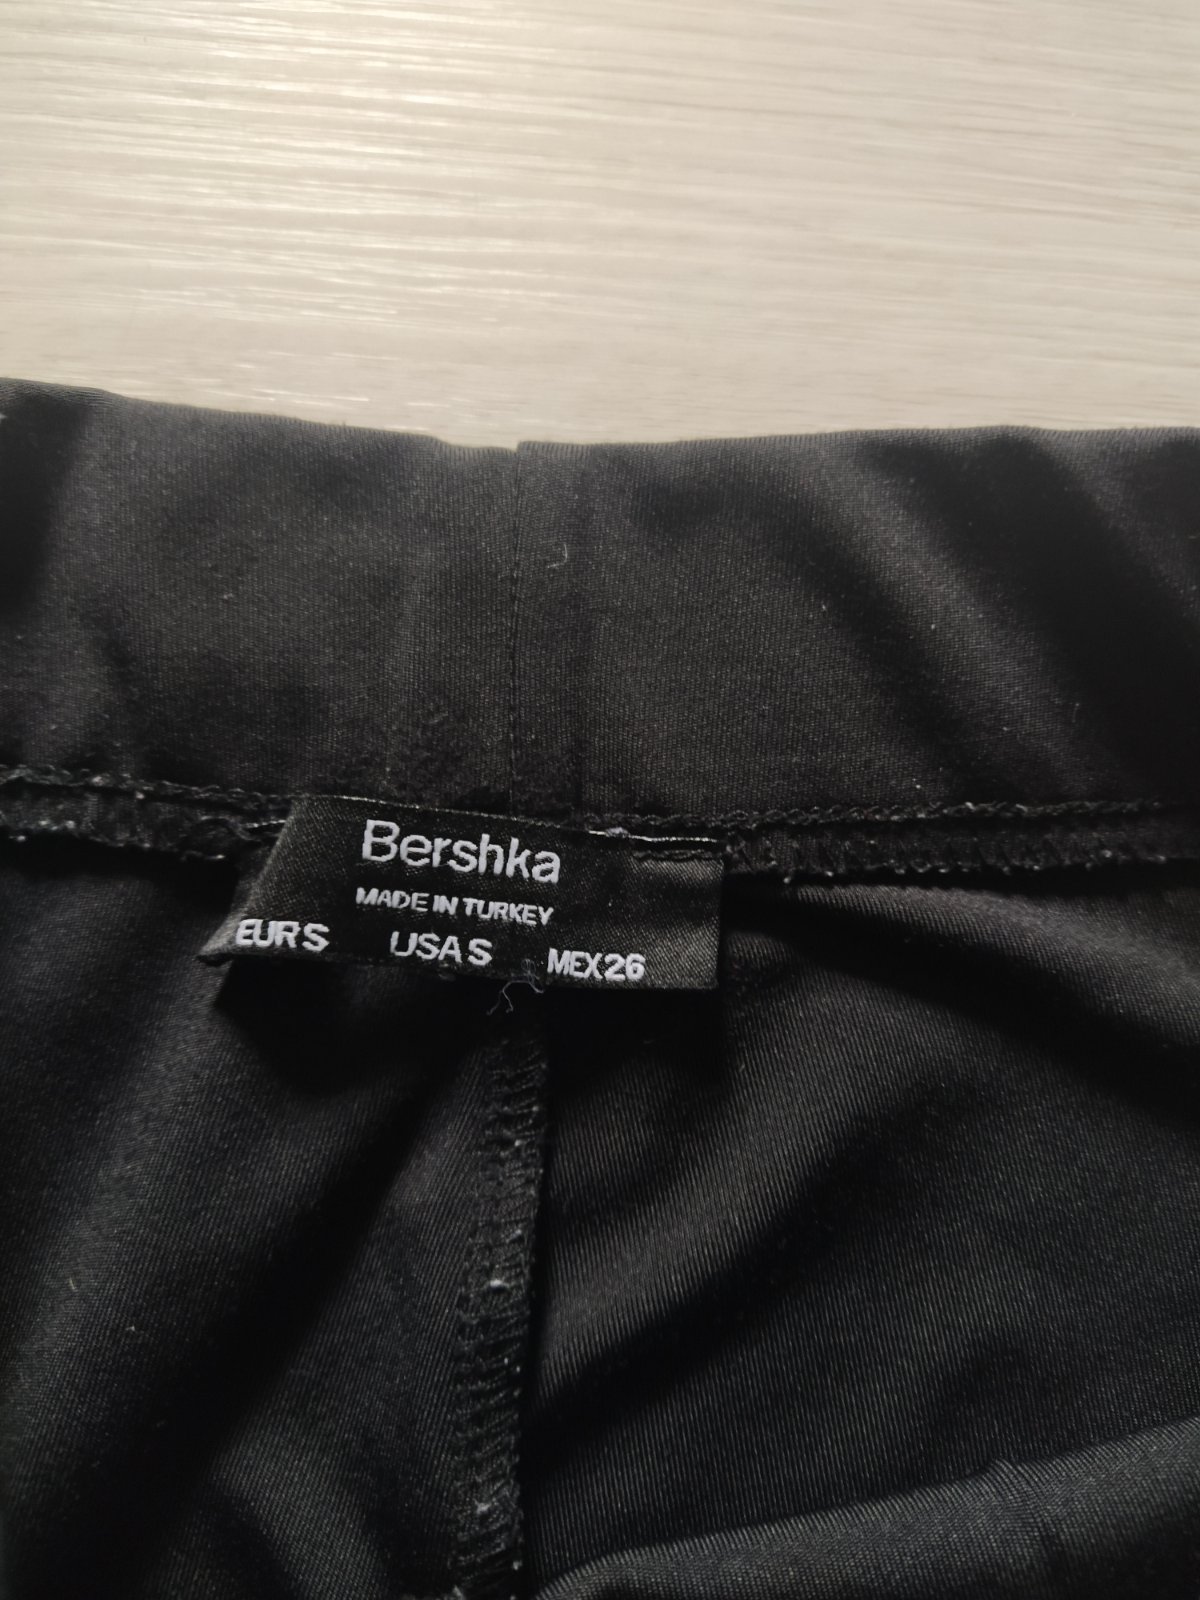 Bershka
MADE IN TURKEY
EUR S USA S MEX 26